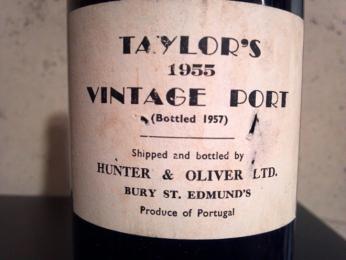 TAYLOR'S
1955
VINTAGE PORT
(Bottled 1957)
Shipped and bottled by
HUNTER & OLIVER LTD.
BURY ST. EDMUND'S
Produce of Portugal